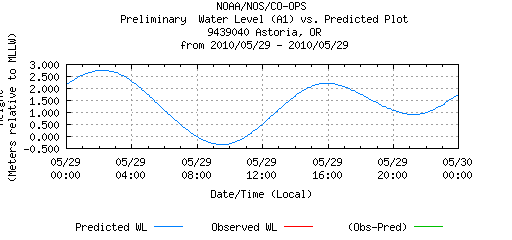 NOAA/NOS/CO-OPS
Preliminary Water Level (A1) vs. Predicted Plot
9439040 Astoria, OR
from 2010/05/29 - 2010/05/29
Height
(Meters relative to MLLW)
3.000
2.500
2.000
1.500
1.000
0.500
0.000
-0.500
05/29 05/29 05/29 05/29 05/29 05/29 05/30
00:00 04:00 08:00 12:00 16:00 20:00 00:00
Date/Time (Local)
Predicted WL Observed WL (Obs-Pred)